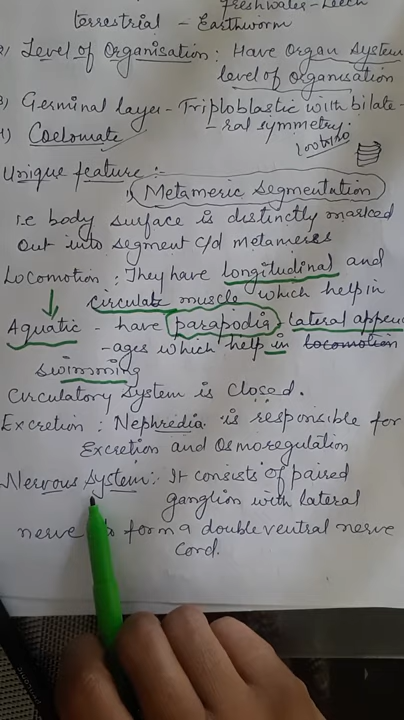 Freshwater - Leech
terrestrial - Earthworm
2) Level of Organisation : Have Organ System
level of organisation
3) Germinal layer - Triploblastic with bilate-
- ral symmetry.
4) Coelomate
Unique feature :-
1) Metameric Segmentation
i.e body surface is distinctly marked
Out into segment c/d metameres
Locomotion : They have longitudinal and
circulate muscle which help in
Aquatic - have parapodia, lateral appen
-ages which help in locomotion
swimming
Circulatory system is closed.
Excretion : Nephredia is responsible for
Excretion and Osmoregulation
Nervous System : It consists of paired
ganglion with lateral
nerve to form a double ventral nerve
Cord.